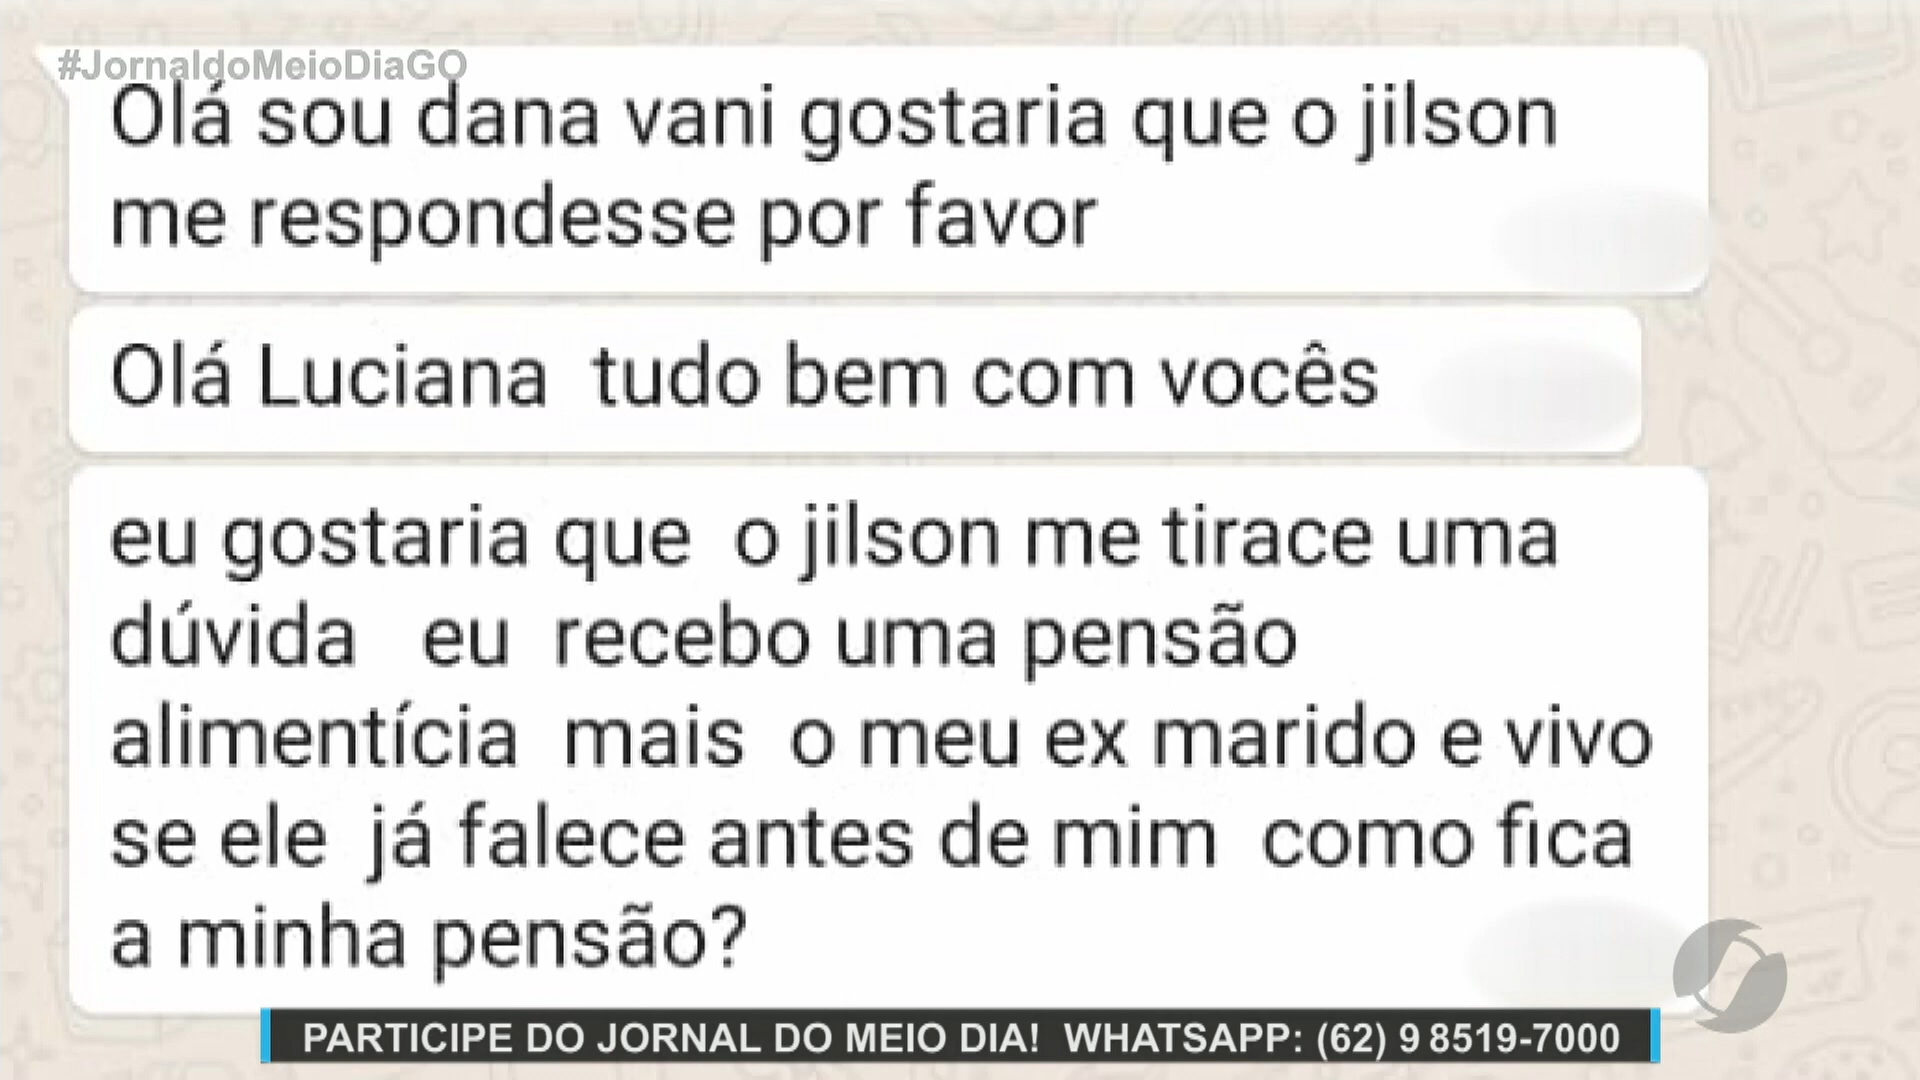 #JornaldoMeioDiaGO
Olá sou dana vani gostaria que o jilson
me respondesse por favor
Olá Luciana tudo bem com vocês
eu gostaria que o jilson me tirace uma
dúvida eu recebo uma pensão
alimentícia mais o meu ex marido e vivo
se ele já falece antes de mim como fica
a minha pensão?
PARTICIPE DO JORNAL DO MEIO DIA! WHATSAPP: (62) 9 8519-7000